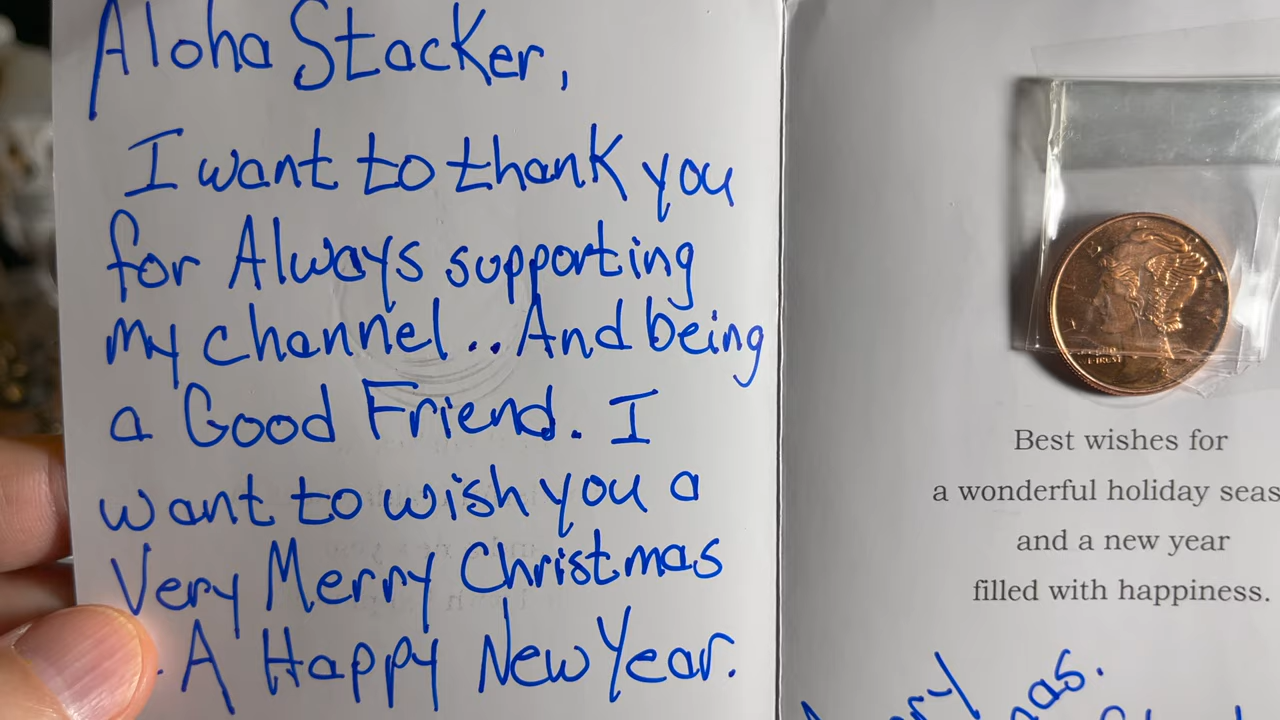 Aloha Stacker,
I want to thank you
for Always supporting
my channel.. And being
a Good Friend. I
want to wish you a
Very Merry Christmas
A Happy New Year.
Best wishes for
a wonderful holiday seas
and a new year
filled with happiness.